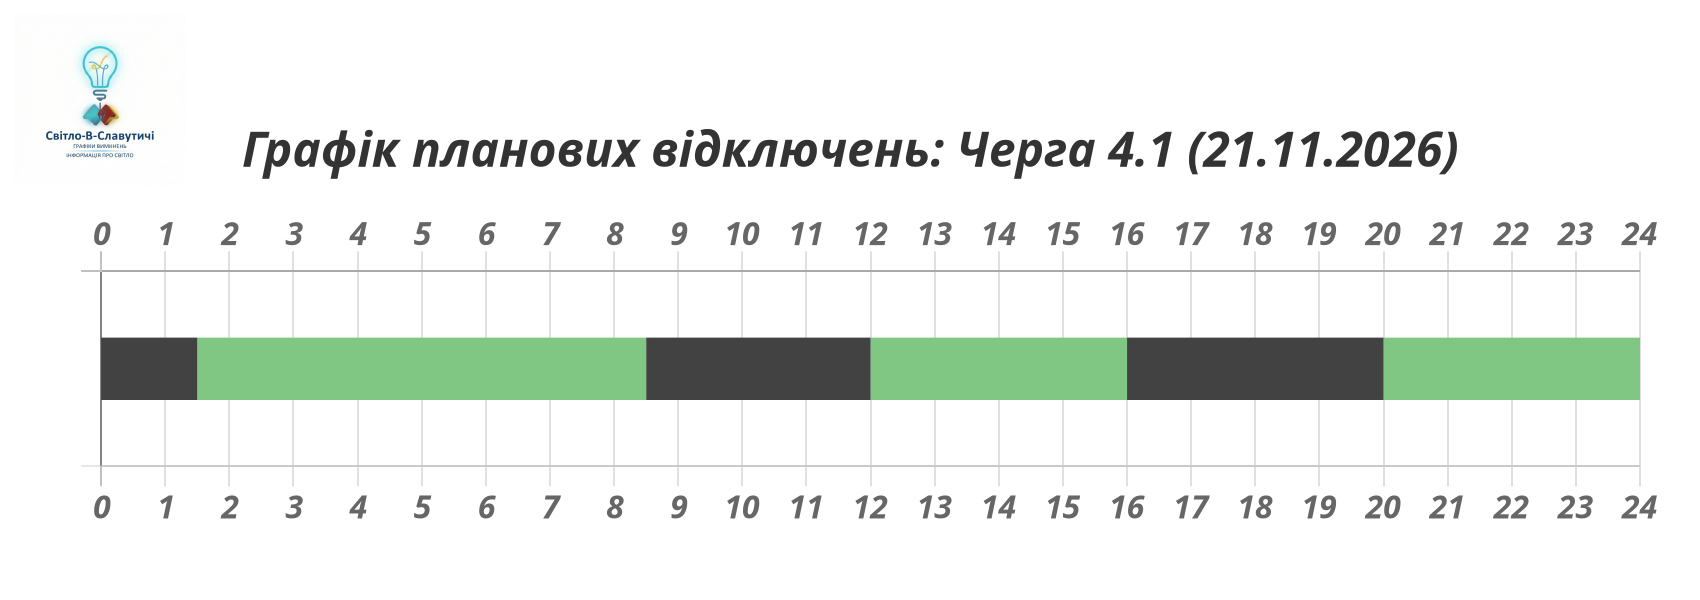 Світло-В-Славутичі
ГРАФІКИ ВИМКНЕНЬ
ІНФОРМАЦІЯ ПРО СВІТЛО
Графік планових відключень: Черга 4.1 (21.11.2026)
0 1 2 3 4 5 6 7 8 9 10 11 12 13 14 15 16 17 18 19 20 21 22 23 24
0 1 2 3 4 5 6 7 8 9 10 11 12 13 14 15 16 17 18 19 20 21 22 23 24